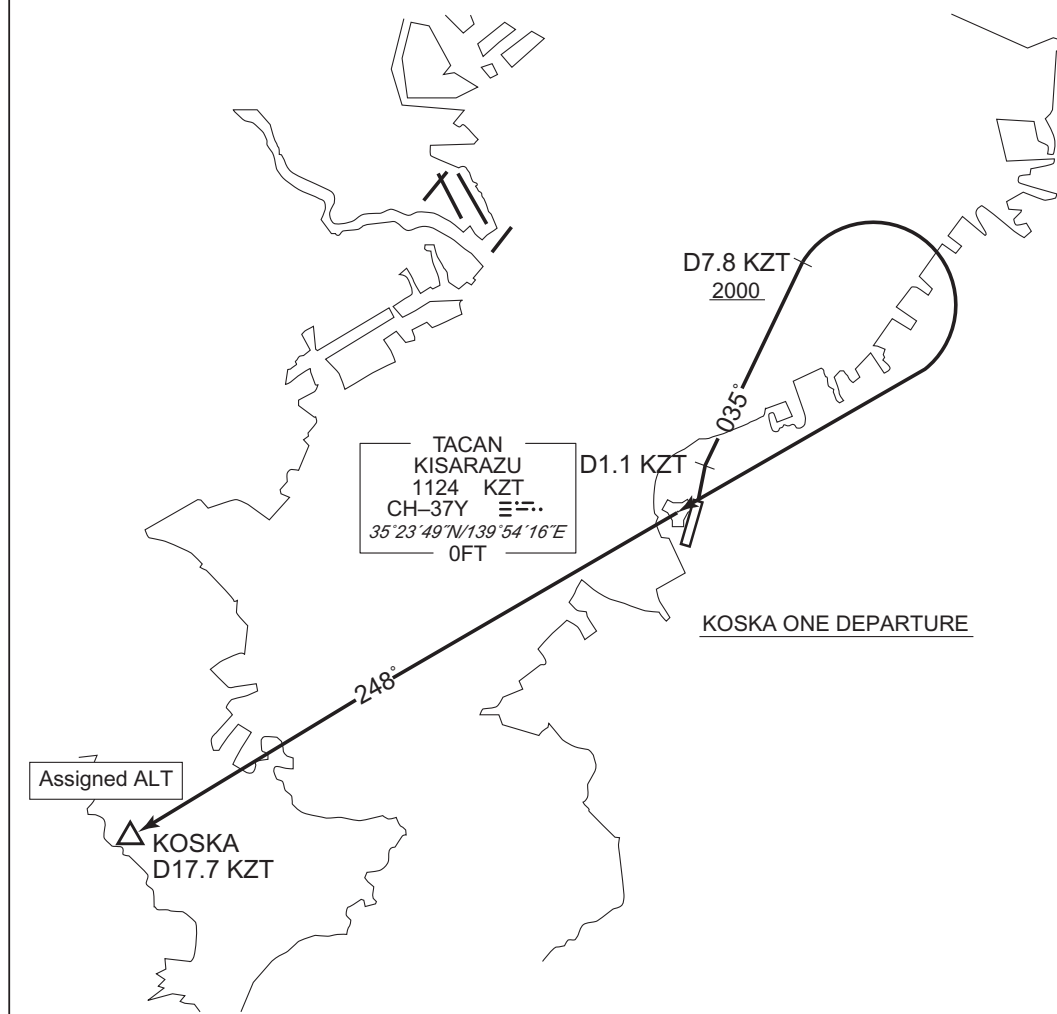 D7.8 KZT
2000
035°
TACAN
KISARAZU
1124 KZT
CH–37Y
35°23´49˝N/139°54´16˝E
0FT
D1.1 KZT
KOSKA ONE DEPARTURE
248°
Assigned ALT
KOSKA
D17.7 KZT